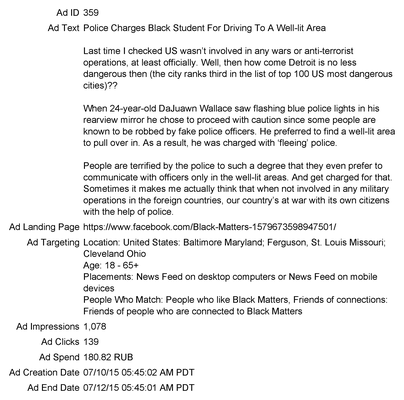 Ad ID 359
Ad Text Police Charges Black Student For Driving To A Well-lit Area
Last time I checked US wasn't involved in any wars or anti-terrorist
operations, at least officially. Well, then how come Detroit is no less
dangerous then (the city ranks third in the list of top 100 US most dangerous
cities)??
When 24-year-old DaJuawn Wallace saw flashing blue police lights in his
rearview mirror he chose to proceed with caution since some people are
known to be robbed by fake police officers. He preferred to find a well-lit area
to pull over in. As a result, he was charged with 'fleeing' police.
People are terrified by the police to such a degree that they even prefer to
communicate with officers only in the well-lit areas. And get charged for that.
Sometimes it makes me actually think that when not involved in any military
operations in the foreign countries, our country's at war with its own citizens
with the help of police.
Ad Landing Page https://www.facebook.com/Black-Matters-1579673598947501/
Ad Targeting Location: United States: Baltimore Maryland; Ferguson, St. Louis Missouri;
Cleveland Ohio
Age: 18 - 65+
Placements: News Feed on desktop computers or News Feed on mobile
devices
People Who Match: People who like Black Matters, Friends of connections:
Friends of people who are connected to Black Matters
Ad Impressions 1,078
Ad Clicks 139
Ad Spend 180.82 RUB
Ad Creation Date 07/10/15 05:45:02 AM PDT
Ad End Date 07/12/15 05:45:01 AM PDT